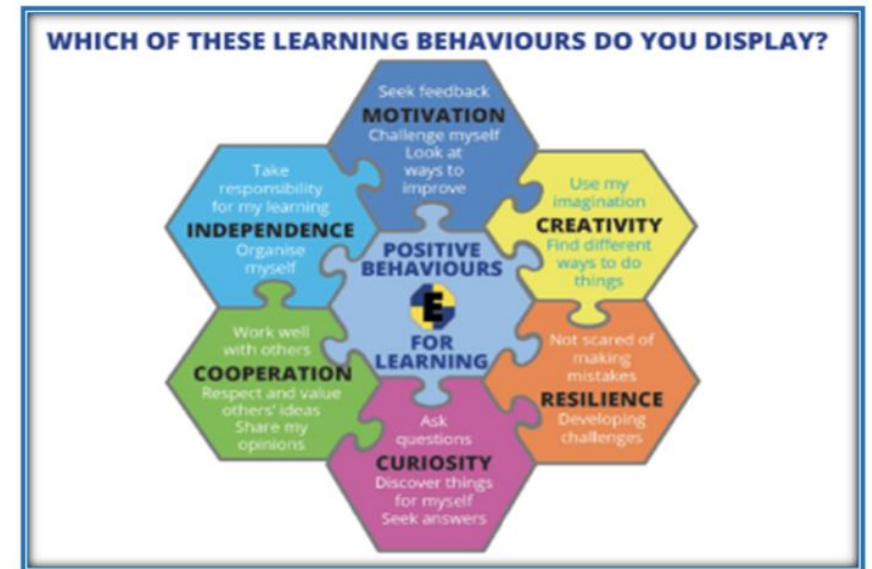 WHICH OF THESE LEARNING BEHAVIOURS DO YOU DISPLAY?
Seek feedback
MOTIVATION
Challenge myself
Look at
ways to
improve
Use my
imagination
CREATIVITY
Find different
ways to do
things
Not scared of
making
mistakes
RESILIENCE
Developing
challenges
Ask
questions
CURIOSITY
Discover things
for myself
Seek answers
Work well
with others
COOPERATION
Respect and value
others' ideas
Share my
opinions
Take
responsibility
for my learning
INDEPENDENCE
Organise
myself
POSITIVE
BEHAVIOURS
E
FOR
LEARNING